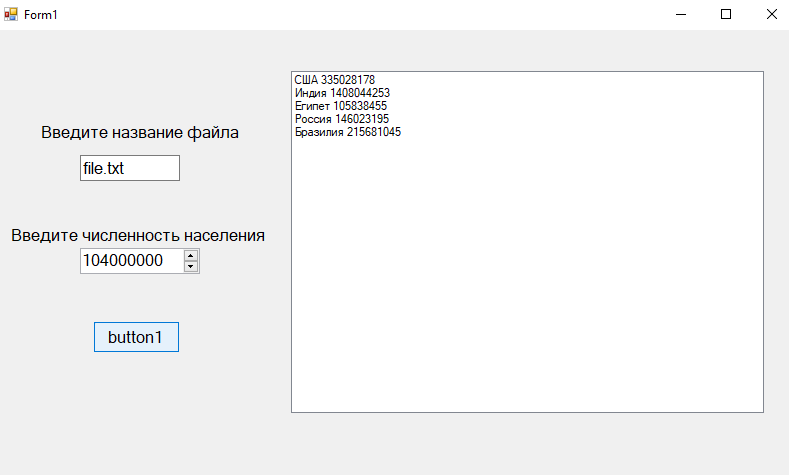 Form1
Введите название файла
file.txt
Введите численность населения
104000000
button1
США 335028178
Индия 1408044253
Египет 105838455
Россия 146023195
Бразилия 215681045